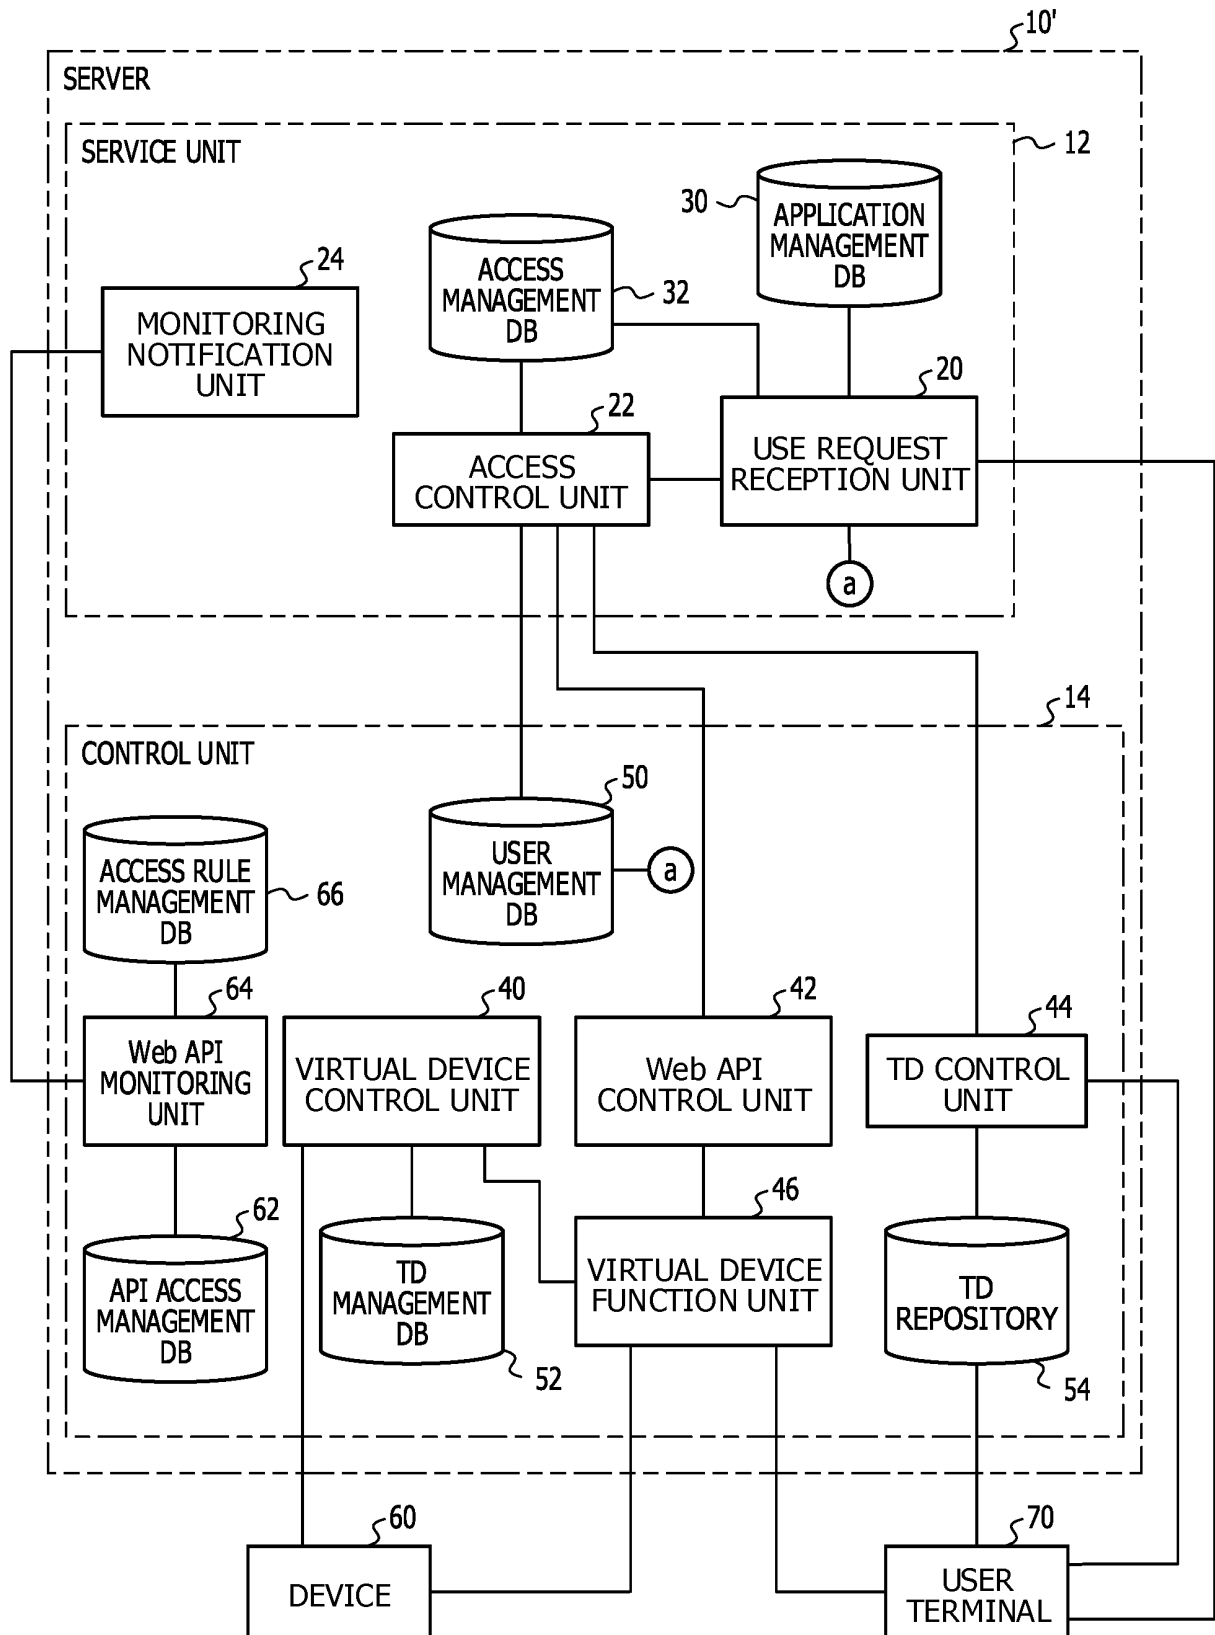 10'
SERVER
SERVICE UNIT
12
30
APPLICATION
MANAGEMENT
DB
ACCESS
MANAGEMENT
DB
32
24
MONITORING
NOTIFICATION
UNIT
20
USE REQUEST
RECEPTION UNIT
22
ACCESS
CONTROL UNIT
a
14
CONTROL UNIT
50
USER
MANAGEMENT
DB
a
ACCESS RULE
MANAGEMENT
DB
66
64
Web API
MONITORING
UNIT
40
VIRTUAL DEVICE
CONTROL UNIT
42
Web API
CONTROL UNIT
44
TD CONTROL
UNIT
62
API ACCESS
MANAGEMENT
DB
TD
MANAGEMENT
DB
52
46
VIRTUAL DEVICE
FUNCTION UNIT
TD
REPOSITORY
54
60
DEVICE
70
USER
TERMINAL